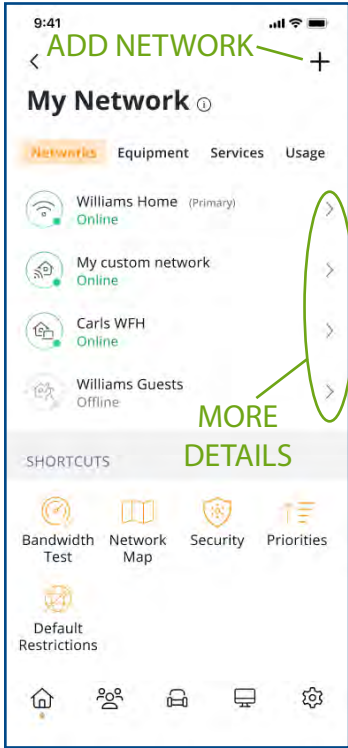 9:41
ADD NETWORK
My Network
Networks Equipment Services Usage
Williams Home (Primary)
Online
My custom network
Online
Carls WFH
Online
Williams Guests
Offline
MORE
DETAILS
SHORTCUTS
Bandwidth Test
Network Map
Security
Priorities
Default
Restrictions